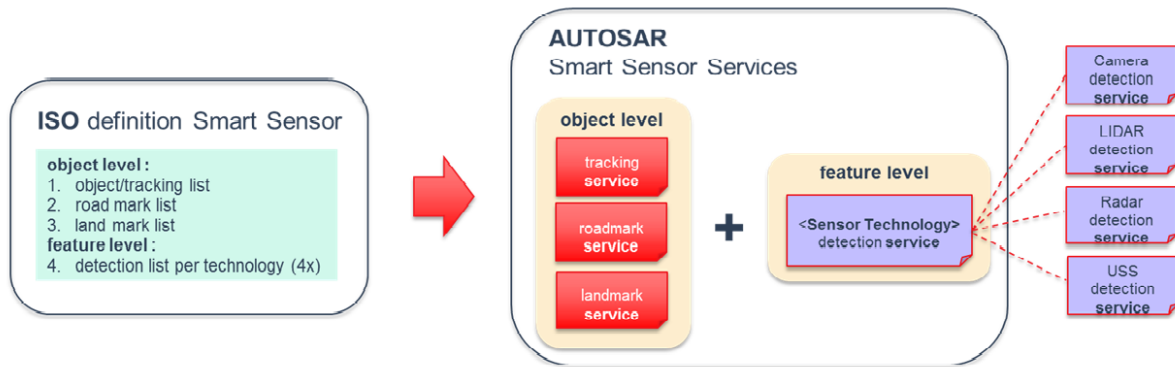 ISO definition Smart Sensor
object level :
1. object/tracking list
2. road mark list
3. land mark list
feature level :
4. detection list per technology (4x)
AUTOSAR
Smart Sensor Services
object level
tracking
service
roadmark
service
landmark
service
+
feature level
<Sensor Technology>
detection service
Camera
detection
service
LIDAR
detection
service
Radar
detection
service
USS
detection
service